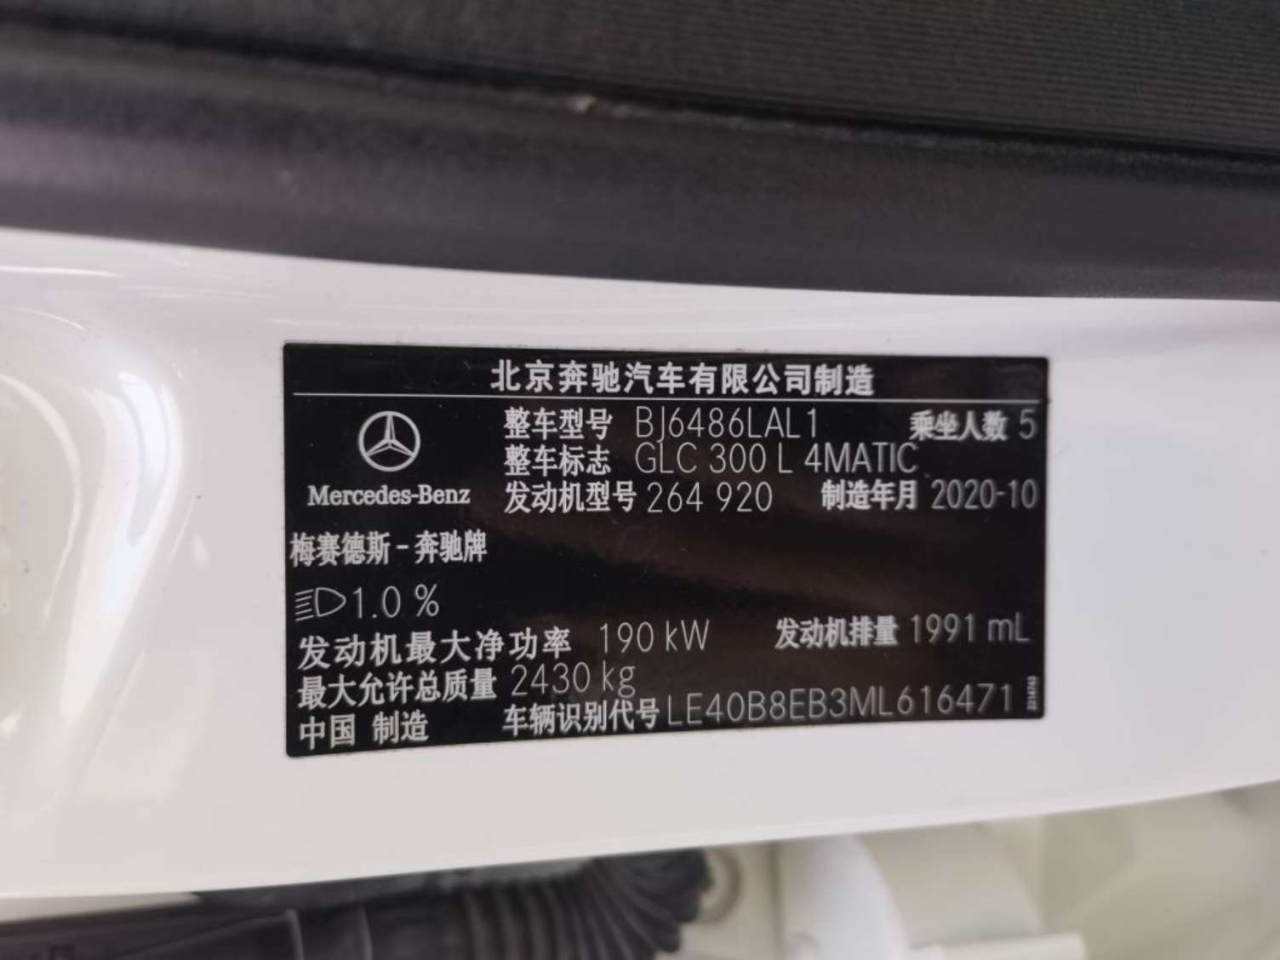 北京奔驰汽车有限公司制造
整车型号 BJ6486LAL1 乘坐人数 5
整车标志 GLC 300 L 4MATIC
Mercedes-Benz
发动机型号 264 920 制造年月 2020-10
梅赛德斯-奔驰牌
1.0 %
发动机最大净功率 190 kW 发动机排量 1991 mL
最大允许总质量 2430 kg
中国 制造 车辆识别代号 LE40B8EB3ML616471